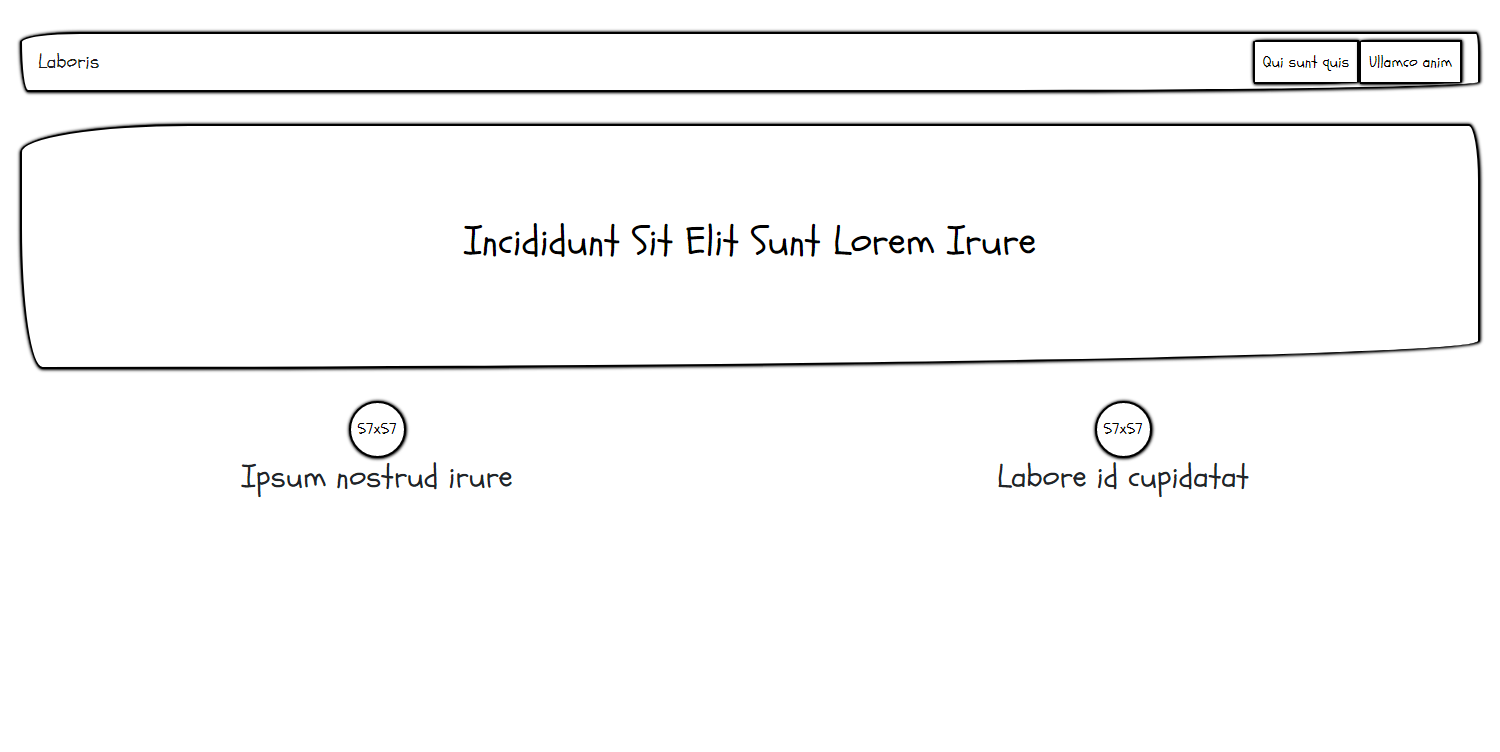 Laboris
Qui sunt quis
Ullamco anim
Incididunt Sit Elit Sunt Lorem Irure
57x57
57x57
Ipsum nostrud irure
Labore id cupidatat